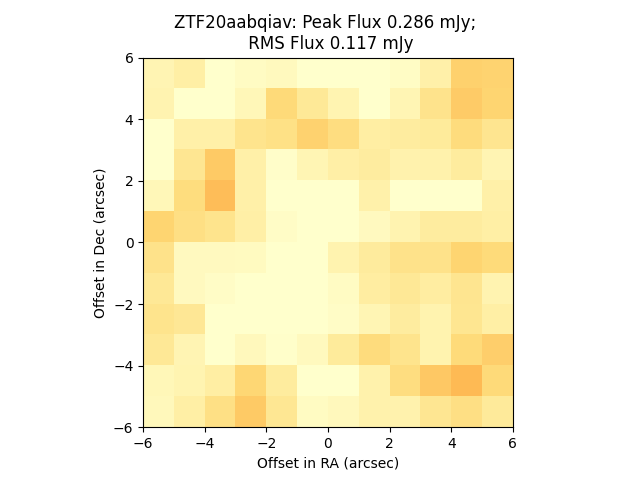 ZTF20aabqiav: Peak Flux 0.286 mJy;
RMS Flux 0.117 mJy
6
4
2
0
−2
−4
−6
Offset in Dec (arcsec)
−6 −4 −2 0 2 4 6
Offset in RA (arcsec)